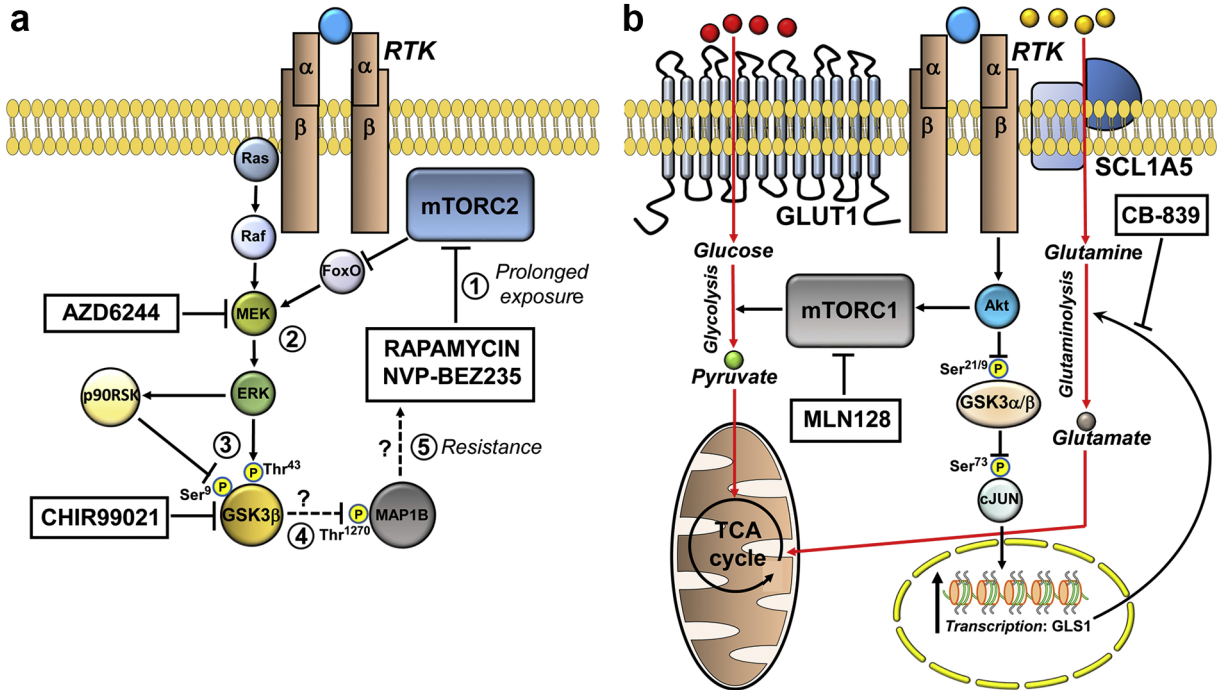 a
RTK
α
α
β
β
Ras
Raf
mTORC2
FoxO
1 Prolonged
exposure
AZD6244
MEK
2
RAPAMYCIN
NVP-BEZ235
p90RSK
ERK
3
? 5 Resistance
P Thr43
Ser9 P
CHIR99021
GSK3β
?
4
P
Thr1270
MAP1B
b
RTK
α
α
β
β
GLUT1
SCL1A5
CB-839
Glucose
Glutamine
Glycolysis
mTORC1
Akt
Glutaminolysis
Pyruvate
Ser21/9 P
GSK3α/β
MLN128
Glutamate
Ser73 P
cJUN
TCA
cycle
Transcription: GLS1